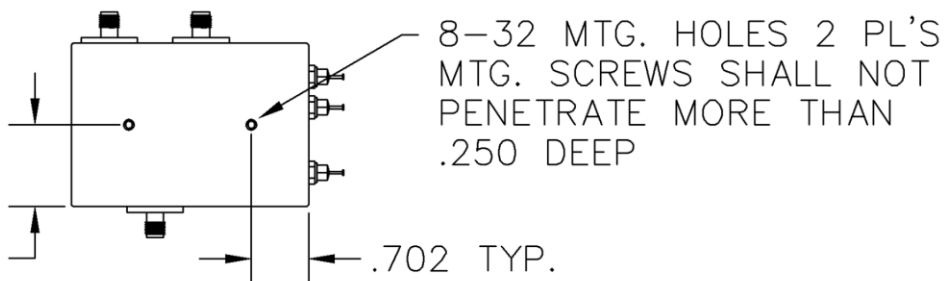 8-32 MTG. HOLES 2 PL'S
MTG. SCREWS SHALL NOT
PENETRATE MORE THAN
.250 DEEP
.702 TYP.